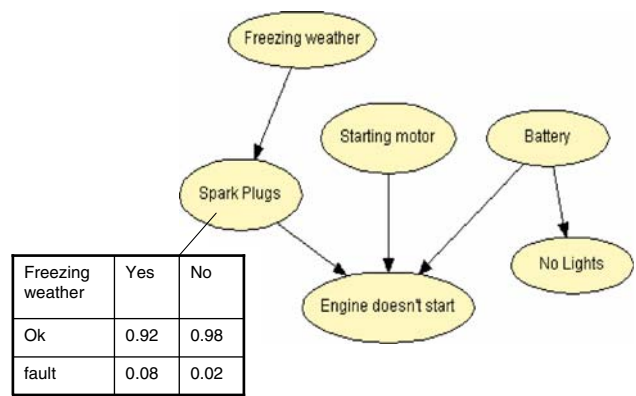 Freezing weather
Starting motor
Battery
Spark Plugs
No Lights
Engine doesn't start
Freezing
weather
Yes
No
Ok
0.92
0.98
fault
0.08
0.02